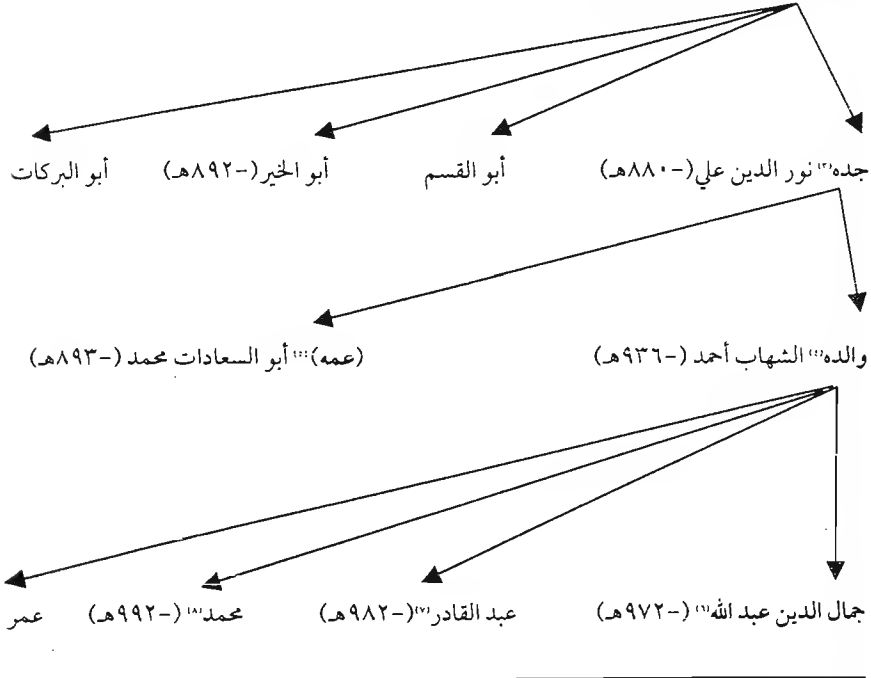 جده(٣) نور الدين علي (-٨٨٠هـ) أبو القسم أبو الخير (-٨٩٢هـ) أبو البركات
والده(٤) الشهاب أحمد (-٩٣٦هـ) (عمه) أبو السعادات محمد (-٨٩٣هـ)
جمال الدين عبد الله(٦) (-٩٧٢هـ) عبد القادر(٧) (-٩٨٢هـ) محمد(٨) (-٩٩٢هـ) عمر